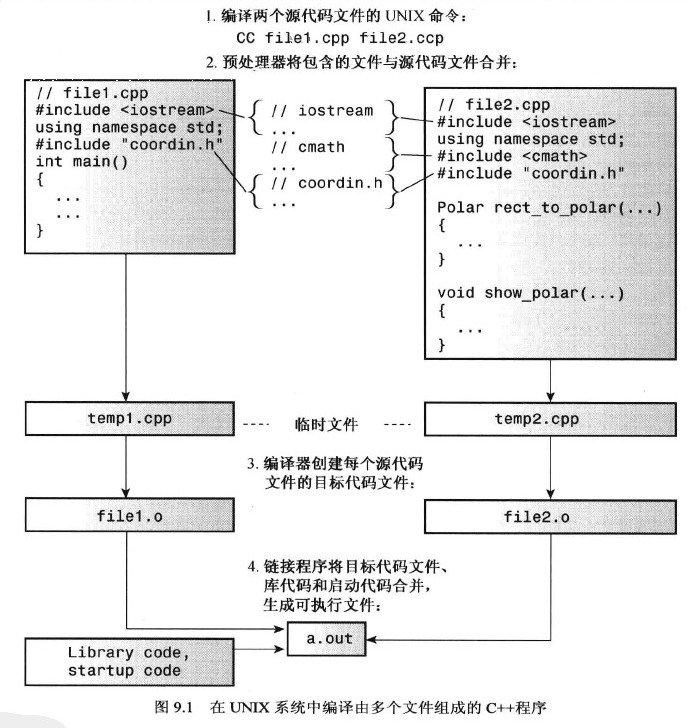 1. 编译两个源代码文件的 UNIX 命令：
CC file1.cpp file2.ccp
2. 预处理器将包含的文件与源代码文件合并：
// file1.cpp
#include <iostream>
using namespace std;
#include "coordin.h"
int main()
{
...
...
}
// iostream
...
// cmath
...
// coordin.h
...
// file2.cpp
#include <iostream>
using namespace std;
#include <cmath>
#include "coordin.h"
Polar rect_to_polar(...)
{
...
}
void show_polar(...)
{
...
}
temp1.cpp
临时文件
temp2.cpp
3. 编译器创建每个源代码
文件的目标代码文件：
file1.o
file2.o
4. 链接程序将目标代码文件、
库代码和启动代码合并，
生成可执行文件：
a.out
Library code,
startup code
图 9.1 在 UNIX 系统中编译由多个文件组成的 C++程序